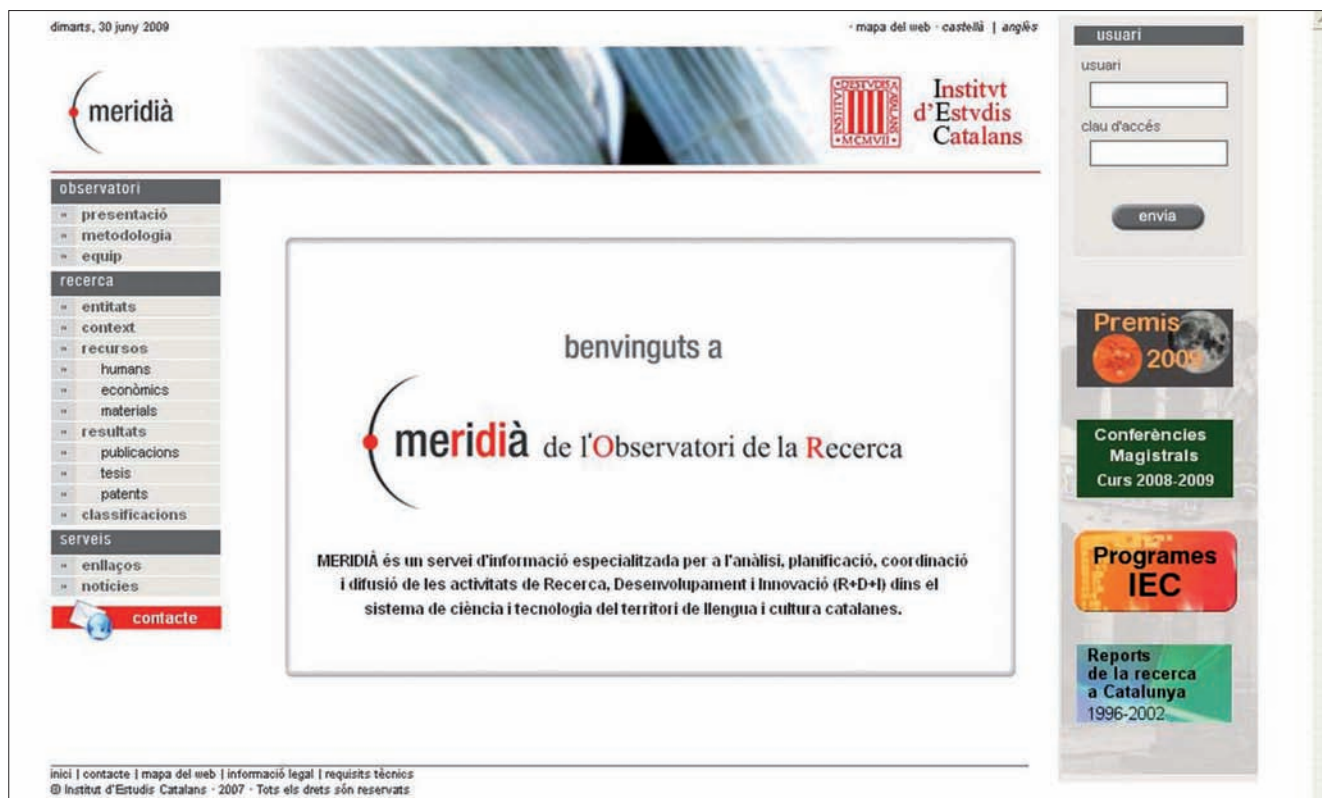 dimarts, 30 juny 2009
· mapa del web · castellà | anglès
meridià
INSTITVT D'ESTVDIS CATALANS
·MCMVII·
Institvt
d'Estvdis
Catalans
observatori
presentació
metodologia
equip
recerca
entitats
context
recursos
humans
econòmics
materials
resultats
publicacions
tesis
patents
classificacions
serveis
enllaços
notícies
contacte
benvinguts a
meridià de l'Observatori de la Recerca
MERIDIÀ és un servei d'informació especialitzada per a l'anàlisi, planificació, coordinació
i difusió de les activitats de Recerca, Desenvolupament i Innovació (R+D+I) dins el
sistema de ciència i tecnologia del territori de llengua i cultura catalanes.
usuari
usuari
clau d'accés
envia
Premis
2009
Conferències
Magistrals
Curs 2008-2009
Programes
IEC
Reports
de la recerca
a Catalunya
1996-2002
inici | contacte | mapa del web | informació legal | requisits tècnics
© Institut d'Estudis Catalans · 2007 · Tots els drets són reservats